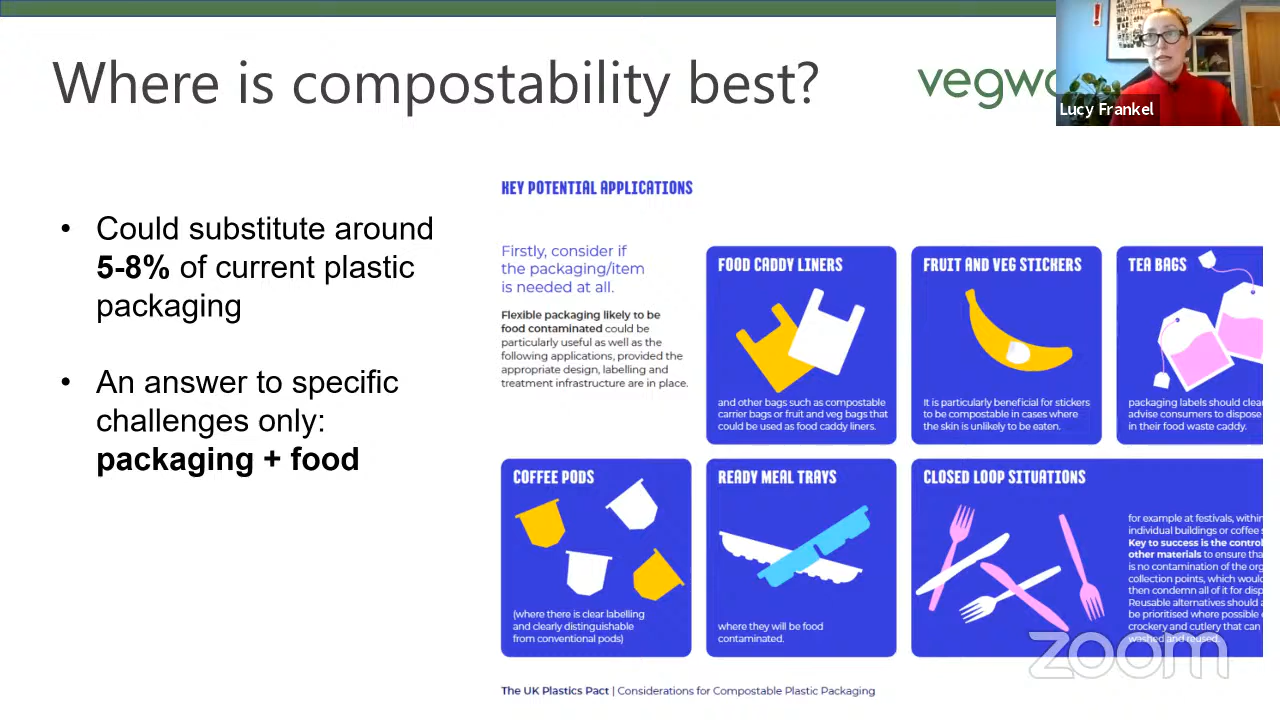 Where is compostability best?
Lucy Frankel
• Could substitute around
5-8% of current plastic
packaging
• An answer to specific
challenges only:
packaging + food
KEY POTENTIAL APPLICATIONS
Firstly, consider if
the packaging/item
is needed at all.
Flexible packaging likely to be
food contaminated could be
particularly useful as well as the
following applications, provided the
appropriate design, labelling and
treatment infrastructure are in place.
FOOD CADDY LINERS
and other bags such as compostable
carrier bags or fruit and veg bags that
could be used as food caddy liners.
FRUIT AND VEG STICKERS
It is particularly beneficial for stickers
to be compostable in cases where
the skin is unlikely to be eaten.
TEA BAGS
packaging labels should
advise consumers to dispose
in their food waste caddy.
COFFEE PODS
(where there is clear labelling
and clearly distinguishable
from conventional pods)
READY MEAL TRAYS
where they will be food
contaminated.
CLOSED LOOP SITUATIONS
for example at festivals,
individual buildings or coffee
Key to success is the
other materials to ensure
is no contamination of the
collection points, which
then condemn all of it for
Reusable alternatives should
be prioritised where possible
crockery and cutlery that can
washed and reused.
zoom
The UK Plastics Pact | Considerations for Compostable Plastic Packaging